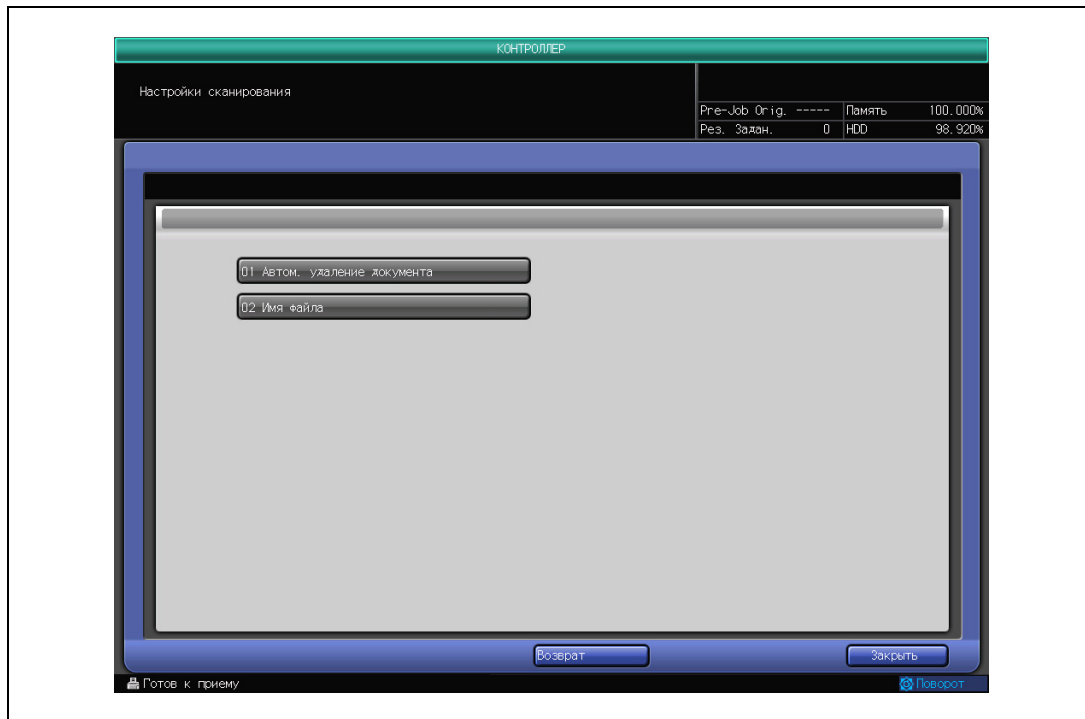 КОНТРОЛЛЕР
Настройки сканирования
Pre-Job Orig. ----- Память 100.000%
Рез. Задан. 0 HDD 98.920%
01 Автом. удаление документа
02 Имя файла
Возврат Закрыть
Готов к приему Поворот